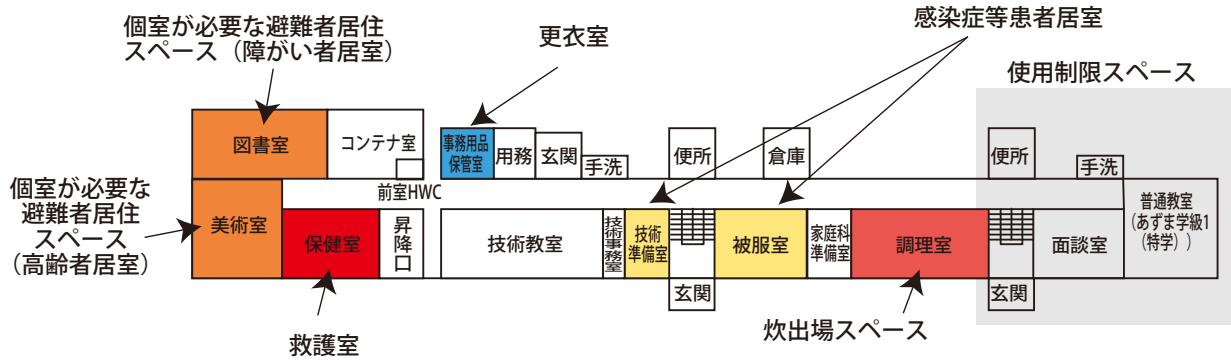 個室が必要な避難者居住
スペース（障がい者居室）
更衣室
感染症等患者居室
使用制限スペース
図書室
コンテナ室
事務用品
保管室
用務
玄関
手洗
便所
倉庫
便所
手洗
前室HWC
個室が必要な
避難者居住
スペース
（高齢者居室）
美術室
保健室
昇降口
技術教室
技術事務室
技術
準備室
被服室
家庭科
準備室
調理室
面談室
普通教室
（あずま学級1
（特学））
玄関
玄関
救護室
炊出場スペース